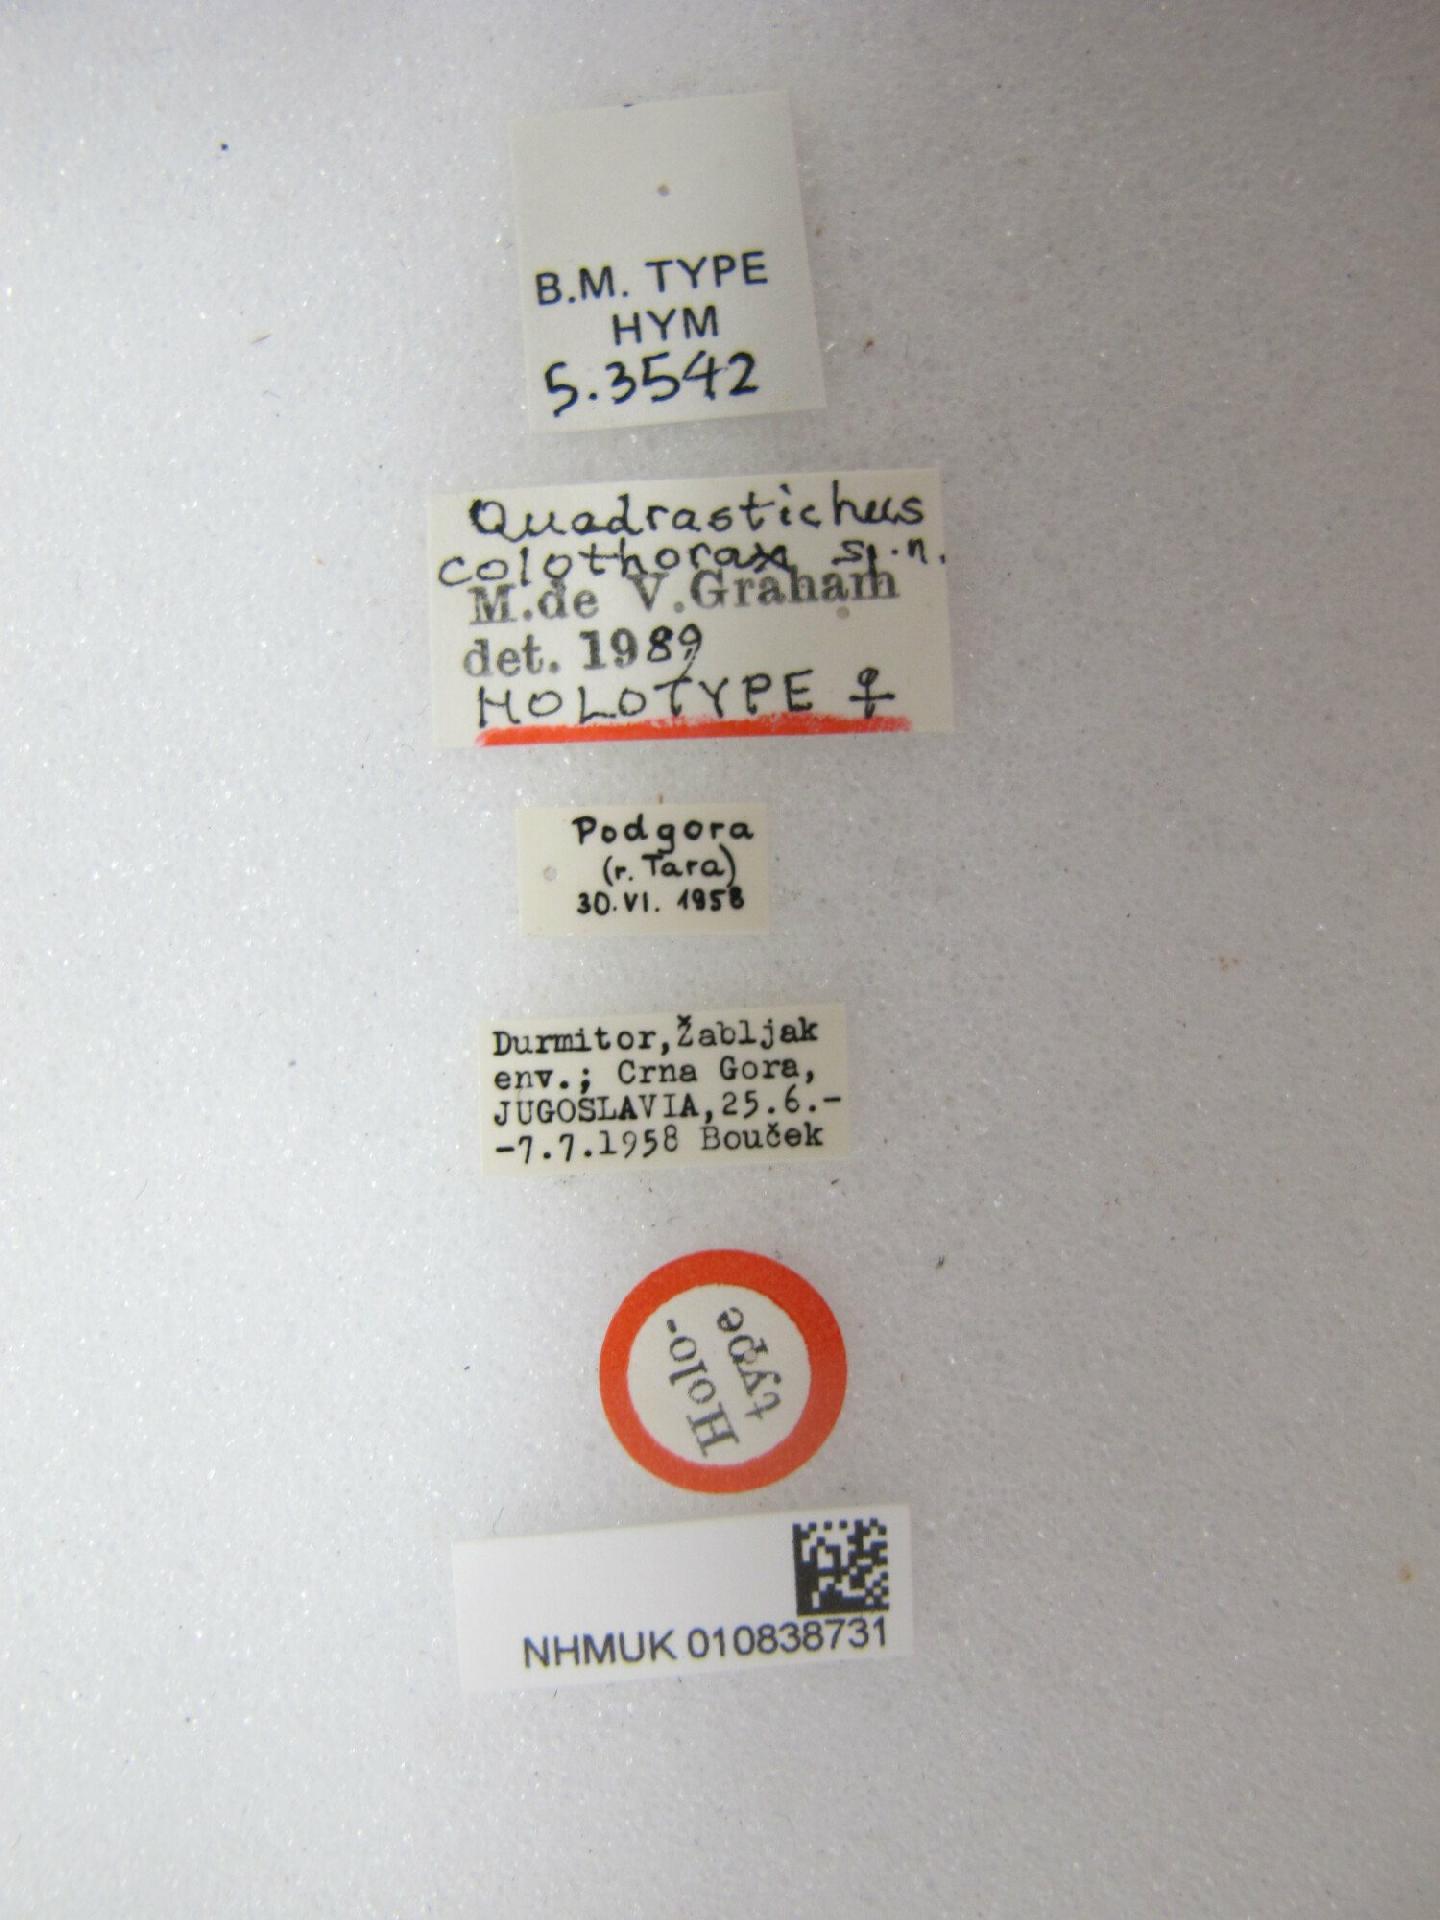 B.M. TYPE
HYM
5.3542
Quadrastichus
colothorax sp.n.
M.de V.Graham
det. 1989
HOLOTYPE ♀
Podgora
(r. Tara)
30.VI. 1958
Durmitor,Žabljak
env.; Crna Gora,
JUGOSLAVIA,25.6.-
-7.7.1958 Bouček
Holo-
type
NHMUK 010838731